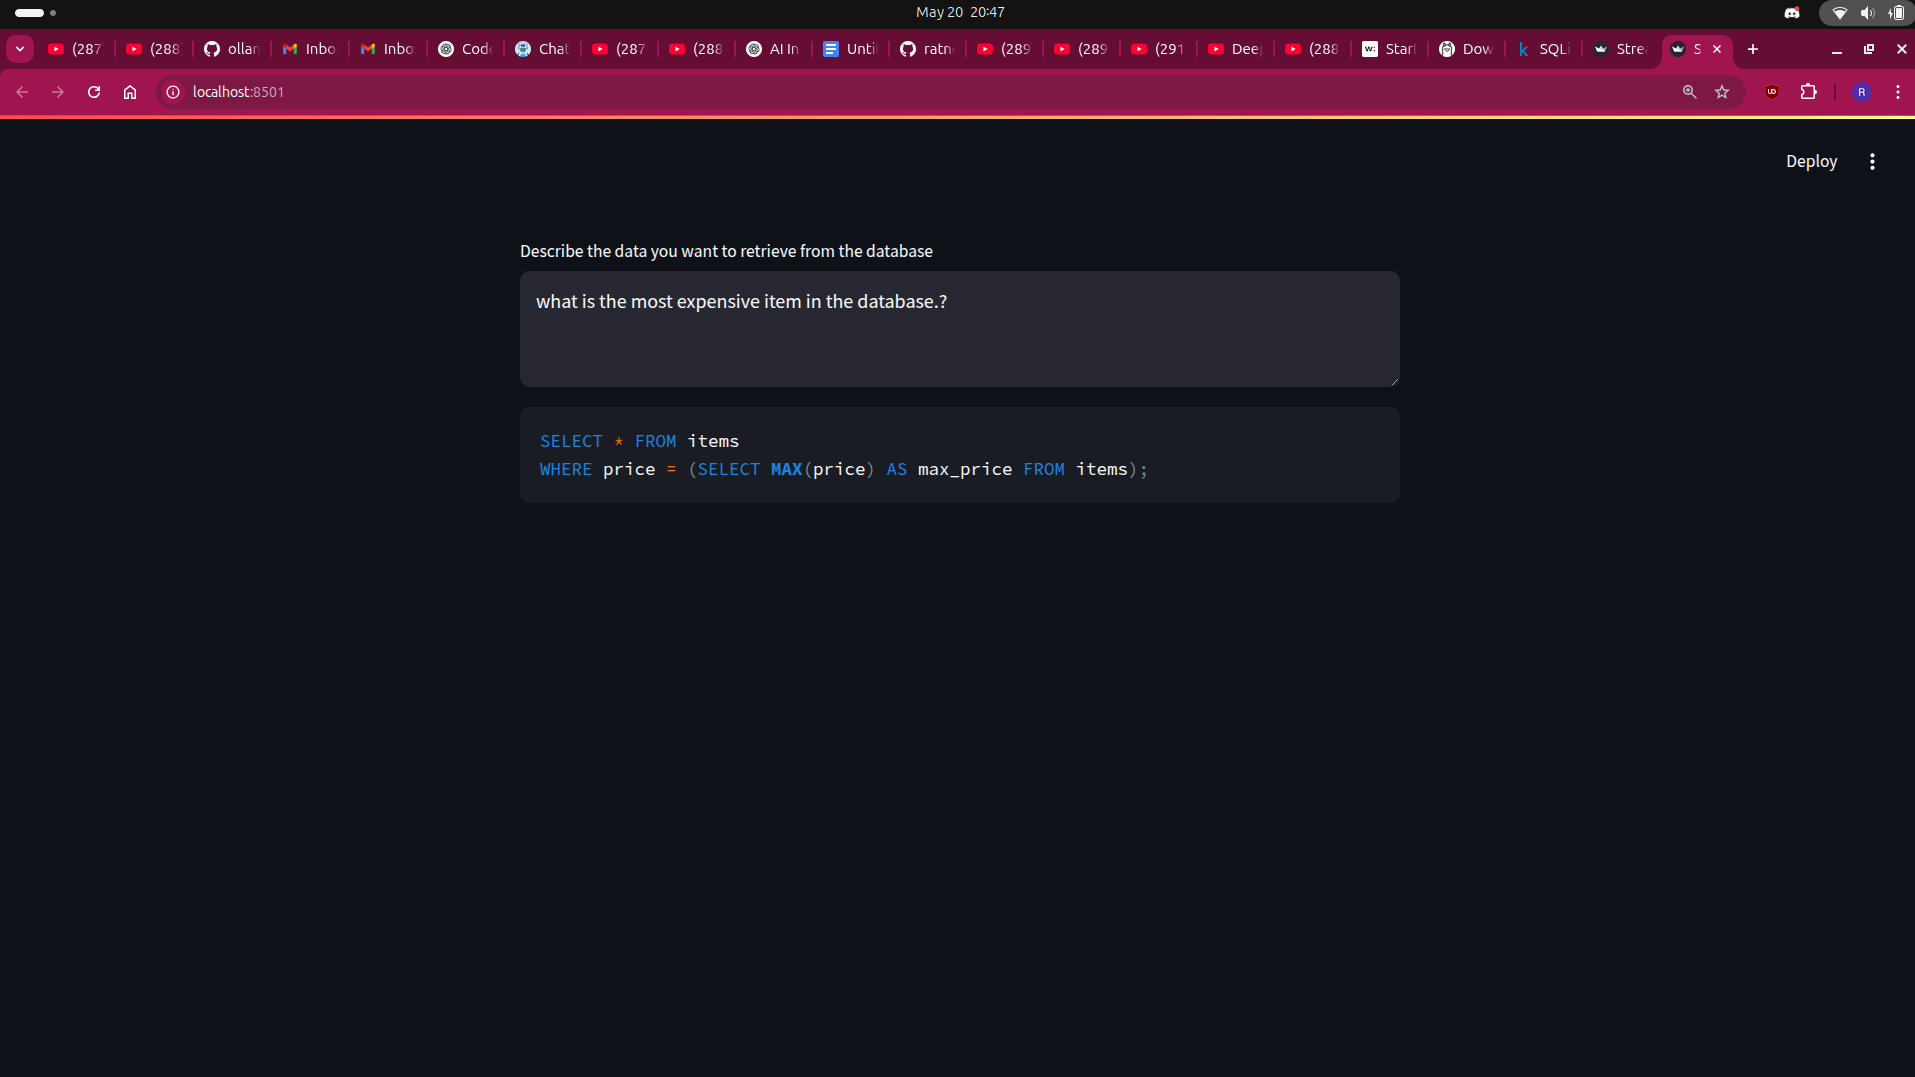 May 20 20:47
(287
(288
ollan
Inbo
Inbo
Code
Chat
(287
(288
AI In
Unti
ratn
(289
(289
(291
Deep
(288
Start
Dow
SQLi
Strea
S
localhost:8501
R
Deploy
Describe the data you want to retrieve from the database
what is the most expensive item in the database.?
SELECT * FROM items
WHERE price = (SELECT MAX(price) AS max_price FROM items);